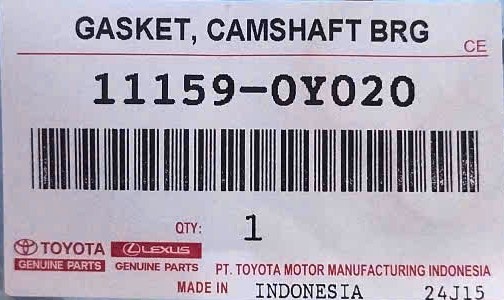 GASKET, CAMSHAFT BRG
CE
11159-0Y020
QTY: 1
TOYOTA LEXUS
GENUINE PARTS GENUINE PARTS PT. TOYOTA MOTOR MANUFACTURING INDONESIA
MADE IN INDONESIA 24J15